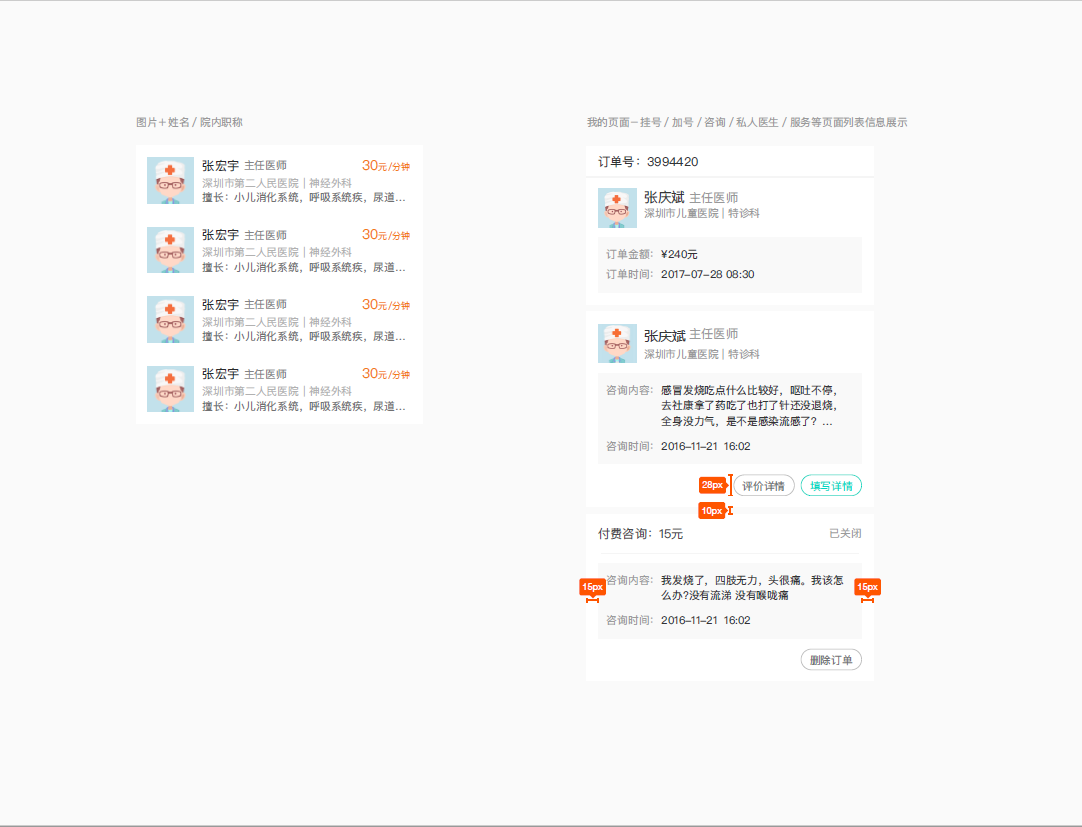 图片+姓名 / 院内职称
张宏宇 主任医师 30元/分钟
深圳市第二人民医院 | 神经外科
擅长：小儿消化系统，呼吸系统疾，尿道...
张宏宇 主任医师 30元/分钟
深圳市第二人民医院 | 神经外科
擅长：小儿消化系统，呼吸系统疾，尿道...
张宏宇 主任医师 30元/分钟
深圳市第二人民医院 | 神经外科
擅长：小儿消化系统，呼吸系统疾，尿道...
张宏宇 主任医师 30元/分钟
深圳市第二人民医院 | 神经外科
擅长：小儿消化系统，呼吸系统疾，尿道...
我的页面-挂号 / 加号 / 咨询 / 私人医生 / 服务等页面列表信息展示
订单号：3994420
张庆斌 主任医师
深圳市儿童医院 | 特诊科
订单金额： ¥240元
订单时间： 2017-07-28 08:30
张庆斌 主任医师
深圳市儿童医院 | 特诊科
咨询内容： 感冒发烧吃点什么比较好，呕吐不停，
去社康拿了药吃了也打了针还没退烧，
全身没力气，是不是感染流感了？...
咨询时间： 2016-11-21 16:02
28px 评价详情 填写详情
10px
付费咨询：15元 已关闭
15px 咨询内容： 我发烧了，四肢无力，头很痛。我该怎 15px
么办?没有流涕 没有喉咙痛
咨询时间： 2016-11-21 16:02
删除订单